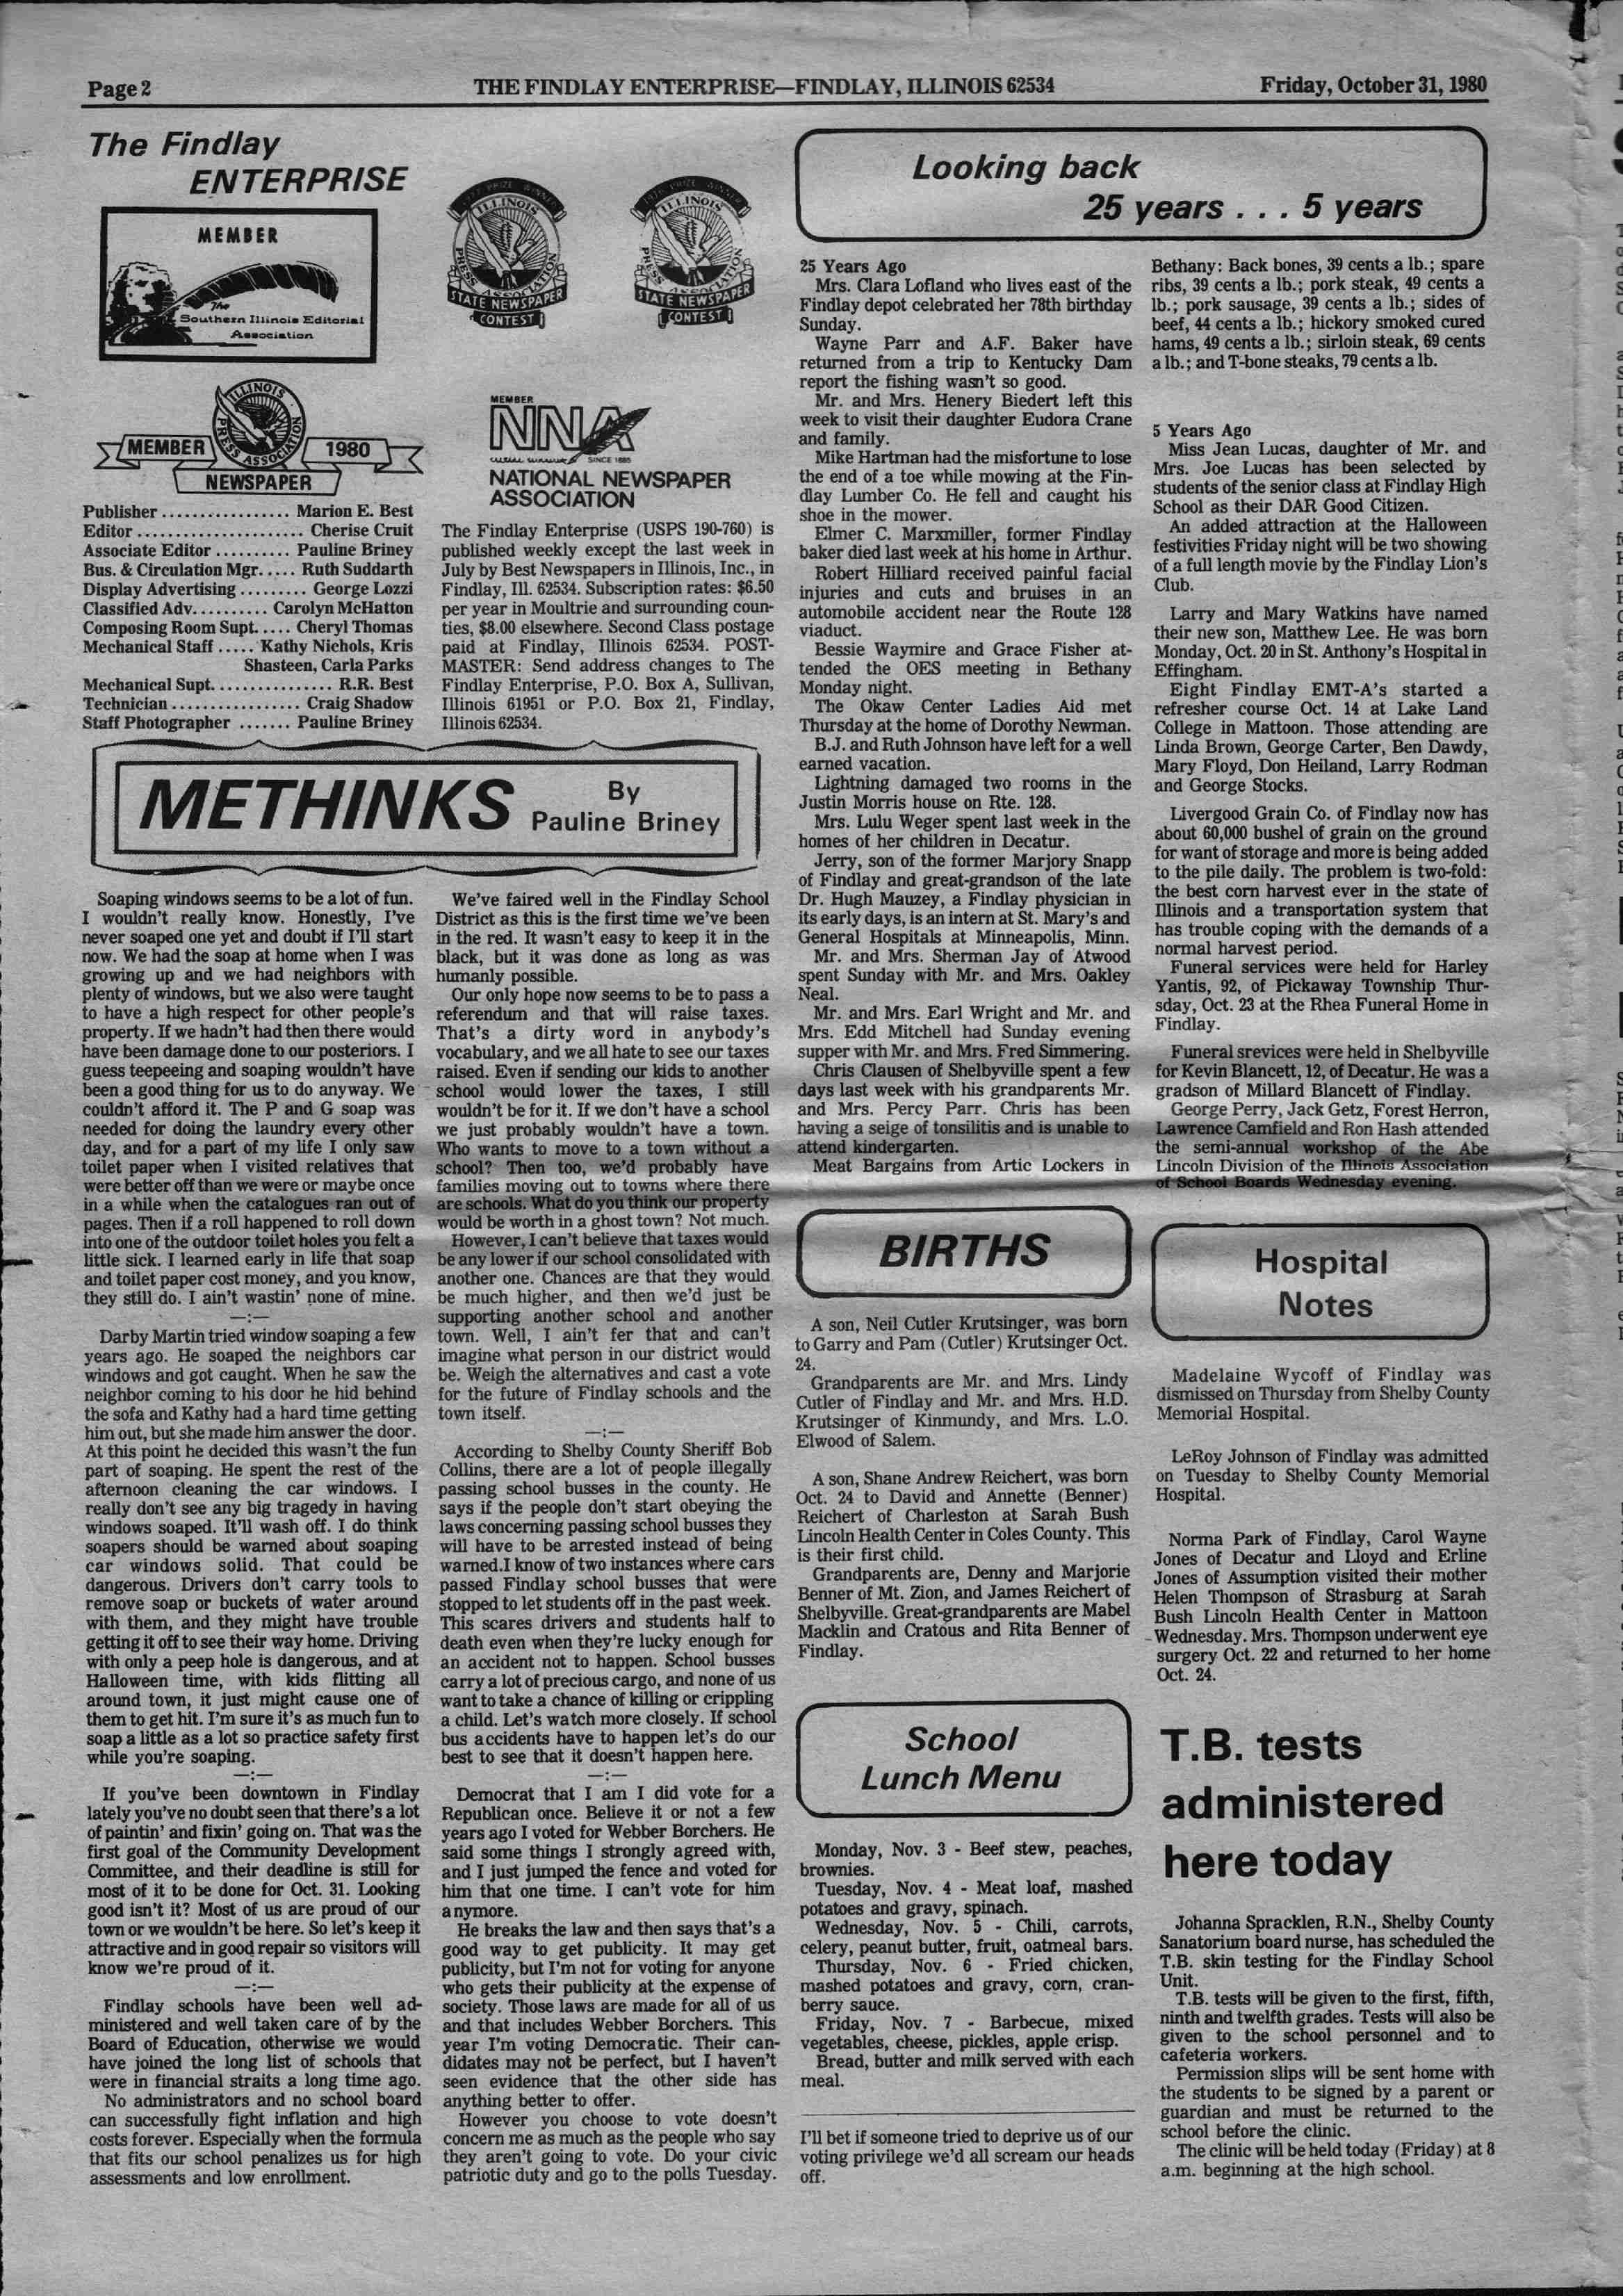 Page 2
THE FINDLAY ENTERPRISE—FINDLAY, ILLINOIS 62534
Friday, October 31, 1980
The Findlay
ENTERPRISE
MEMBER
The
Southern Illinois Editorial
Association
PRIZE WINNER
ILLINOIS
PRESS ASSOCIATION
STATE NEWSPAPER
CONTEST
1976 PRIZE WINNER
ILLINOIS
PRESS ASSOCIATION
STATE NEWSPAPER
CONTEST
ILLINOIS
PRESS ASSOCIATION
MEMBER
1980
NEWSPAPER
MEMBER
NNA
SINCE 1885
NATIONAL NEWSPAPER
ASSOCIATION
Publisher ................. Marion E. Best
Editor ...................... Cherise Cruit
Associate Editor .......... Pauline Briney
Bus. & Circulation Mgr. .... Ruth Suddarth
Display Advertising ......... George Lozzi
Classified Adv. ......... Carolyn McHatton
Composing Room Supt. .... Cheryl Thomas
Mechanical Staff ..... Kathy Nichols, Kris
Shasteen, Carla Parks
Mechanical Supt. ............... R.R. Best
Technician ................. Craig Shadow
Staff Photographer ....... Pauline Briney
The Findlay Enterprise (USPS 190-760) is
published weekly except the last week in
July by Best Newspapers in Illinois, Inc., in
Findlay, Ill. 62534. Subscription rates: $6.50
per year in Moultrie and surrounding coun-
ties, $8.00 elsewhere. Second Class postage
paid at Findlay, Illinois 62534. POST-
MASTER: Send address changes to The
Findlay Enterprise, P.O. Box A, Sullivan,
Illinois 61951 or P.O. Box 21, Findlay,
Illinois 62534.
METHINKS
By
Pauline Briney
Soaping windows seems to be a lot of fun.
I wouldn't really know. Honestly, I've
never soaped one yet and doubt if I'll start
now. We had the soap at home when I was
growing up and we had neighbors with
plenty of windows, but we also were taught
to have a high respect for other people's
property. If we hadn't had then there would
have been damage done to our posteriors. I
guess teepeeing and soaping wouldn't have
been a good thing for us to do anyway. We
couldn't afford it. The P and G soap was
needed for doing the laundry every other
day, and for a part of my life I only saw
toilet paper when I visited relatives that
were better off than we were or maybe once
in a while when the catalogues ran out of
pages. Then if a roll happened to roll down
into one of the outdoor toilet holes you felt a
little sick. I learned early in life that soap
and toilet paper cost money, and you know,
they still do. I ain't wastin' none of mine.
—:—
Darby Martin tried window soaping a few
years ago. He soaped the neighbors car
windows and got caught. When he saw the
neighbor coming to his door he hid behind
the sofa and Kathy had a hard time getting
him out, but she made him answer the door.
At this point he decided this wasn't the fun
part of soaping. He spent the rest of the
afternoon cleaning the car windows. I
really don't see any big tragedy in having
windows soaped. It'll wash off. I do think
soapers should be warned about soaping
car windows solid. That could be
dangerous. Drivers don't carry tools to
remove soap or buckets of water around
with them, and they might have trouble
getting it off to see their way home. Driving
with only a peep hole is dangerous, and at
Halloween time, with kids flitting all
around town, it just might cause one of
them to get hit. I'm sure it's as much fun to
soap a little as a lot so practice safety first
while you're soaping.
—:—
If you've been downtown in Findlay
lately you've no doubt seen that there's a lot
of paintin' and fixin' going on. That was the
first goal of the Community Development
Committee, and their deadline is still for
most of it to be done for Oct. 31. Looking
good isn't it? Most of us are proud of our
town or we wouldn't be here. So let's keep it
attractive and in good repair so visitors will
know we're proud of it.
—:—
Findlay schools have been well ad-
ministered and well taken care of by the
Board of Education, otherwise we would
have joined the long list of schools that
were in financial straits a long time ago.
No administrators and no school board
can successfully fight inflation and high
costs forever. Especially when the formula
that fits our school penalizes us for high
assessments and low enrollment.
We've faired well in the Findlay School
District as this is the first time we've been
in the red. It wasn't easy to keep it in the
black, but it was done as long as was
humanly possible.
Our only hope now seems to be to pass a
referendum and that will raise taxes.
That's a dirty word in anybody's
vocabulary, and we all hate to see our taxes
raised. Even if sending our kids to another
school would lower the taxes, I still
wouldn't be for it. If we don't have a school
we just probably wouldn't have a town.
Who wants to move to a town without a
school? Then too, we'd probably have
families moving out to towns where there
are schools. What do you think our property
would be worth in a ghost town? Not much.
However, I can't believe that taxes would
be any lower if our school consolidated with
another one. Chances are that they would
be much higher, and then we'd just be
supporting another school and another
town. Well, I ain't fer that and can't
imagine what person in our district would
be. Weigh the alternatives and cast a vote
for the future of Findlay schools and the
town itself.
—:—
According to Shelby County Sheriff Bob
Collins, there are a lot of people illegally
passing school busses in the county. He
says if the people don't start obeying the
laws concerning passing school busses they
will have to be arrested instead of being
warned.I know of two instances where cars
passed Findlay school busses that were
stopped to let students off in the past week.
This scares drivers and students half to
death even when they're lucky enough for
an accident not to happen. School busses
carry a lot of precious cargo, and none of us
want to take a chance of killing or crippling
a child. Let's watch more closely. If school
bus accidents have to happen let's do our
best to see that it doesn't happen here.
—:—
Democrat that I am I did vote for a
Republican once. Believe it or not a few
years ago I voted for Webber Borchers. He
said some things I strongly agreed with,
and I just jumped the fence and voted for
him that one time. I can't vote for him
anymore.
He breaks the law and then says that's a
good way to get publicity. It may get
publicity, but I'm not for voting for anyone
who gets their publicity at the expense of
society. Those laws are made for all of us
and that includes Webber Borchers. This
year I'm voting Democratic. Their can-
didates may not be perfect, but I haven't
seen evidence that the other side has
anything better to offer.
However you choose to vote doesn't
concern me as much as the people who say
they aren't going to vote. Do your civic
patriotic duty and go to the polls Tuesday.
Looking back
25 years . . . 5 years
25 Years Ago
Mrs. Clara Lofland who lives east of the
Findlay depot celebrated her 78th birthday
Sunday.
Wayne Parr and A.F. Baker have
returned from a trip to Kentucky Dam
report the fishing wasn't so good.
Mr. and Mrs. Henery Biedert left this
week to visit their daughter Eudora Crane
and family.
Mike Hartman had the misfortune to lose
the end of a toe while mowing at the Fin-
dlay Lumber Co. He fell and caught his
shoe in the mower.
Elmer C. Marxmiller, former Findlay
baker died last week at his home in Arthur.
Robert Hilliard received painful facial
injuries and cuts and bruises in an
automobile accident near the Route 128
viaduct.
Bessie Waymire and Grace Fisher at-
tended the OES meeting in Bethany
Monday night.
The Okaw Center Ladies Aid met
Thursday at the home of Dorothy Newman.
B.J. and Ruth Johnson have left for a well
earned vacation.
Lightning damaged two rooms in the
Justin Morris house on Rte. 128.
Mrs. Lulu Weger spent last week in the
homes of her children in Decatur.
Jerry, son of the former Marjory Snapp
of Findlay and great-grandson of the late
Dr. Hugh Mauzey, a Findlay physician in
its early days, is an intern at St. Mary's and
General Hospitals at Minneapolis, Minn.
Mr. and Mrs. Sherman Jay of Atwood
spent Sunday with Mr. and Mrs. Oakley
Neal.
Mr. and Mrs. Earl Wright and Mr. and
Mrs. Edd Mitchell had Sunday evening
supper with Mr. and Mrs. Fred Simmering.
Chris Clausen of Shelbyville spent a few
days last week with his grandparents Mr.
and Mrs. Percy Parr. Chris has been
having a seige of tonsilitis and is unable to
attend kindergarten.
Meat Bargains from Artic Lockers in
Bethany: Back bones, 39 cents a lb.; spare
ribs, 39 cents a lb.; pork steak, 49 cents a
lb.; pork sausage, 39 cents a lb.; sides of
beef, 44 cents a lb.; hickory smoked cured
hams, 49 cents a lb.; sirloin steak, 69 cents
a lb.; and T-bone steaks, 79 cents a lb.
5 Years Ago
Miss Jean Lucas, daughter of Mr. and
Mrs. Joe Lucas has been selected by
students of the senior class at Findlay High
School as their DAR Good Citizen.
An added attraction at the Halloween
festivities Friday night will be two showing
of a full length movie by the Findlay Lion's
Club.
Larry and Mary Watkins have named
their new son, Matthew Lee. He was born
Monday, Oct. 20 in St. Anthony's Hospital in
Effingham.
Eight Findlay EMT-A's started a
refresher course Oct. 14 at Lake Land
College in Mattoon. Those attending are
Linda Brown, George Carter, Ben Dawdy,
Mary Floyd, Don Heiland, Larry Rodman
and George Stocks.
Livergood Grain Co. of Findlay now has
about 60,000 bushel of grain on the ground
for want of storage and more is being added
to the pile daily. The problem is two-fold:
the best corn harvest ever in the state of
Illinois and a transportation system that
has trouble coping with the demands of a
normal harvest period.
Funeral services were held for Harley
Yantis, 92, of Pickaway Township Thur-
sday, Oct. 23 at the Rhea Funeral Home in
Findlay.
Funeral srevices were held in Shelbyville
for Kevin Blancett, 12, of Decatur. He was a
gradson of Millard Blancett of Findlay.
George Perry, Jack Getz, Forest Herron,
Lawrence Camfield and Ron Hash attended
the semi-annual workshop of the Abe
Lincoln Division of the Illinois Association
of School Boards Wednesday evening.
BIRTHS
A son, Neil Cutler Krutsinger, was born
to Garry and Pam (Cutler) Krutsinger Oct.
24.
Grandparents are Mr. and Mrs. Lindy
Cutler of Findlay and Mr. and Mrs. H.D.
Krutsinger of Kinmundy, and Mrs. L.O.
Elwood of Salem.
A son, Shane Andrew Reichert, was born
Oct. 24 to David and Annette (Benner)
Reichert of Charleston at Sarah Bush
Lincoln Health Center in Coles County. This
is their first child.
Grandparents are, Denny and Marjorie
Benner of Mt. Zion, and James Reichert of
Shelbyville. Great-grandparents are Mabel
Macklin and Cratous and Rita Benner of
Findlay.
School
Lunch Menu
Monday, Nov. 3 - Beef stew, peaches,
brownies.
Tuesday, Nov. 4 - Meat loaf, mashed
potatoes and gravy, spinach.
Wednesday, Nov. 5 - Chili, carrots,
celery, peanut butter, fruit, oatmeal bars.
Thursday, Nov. 6 - Fried chicken,
mashed potatoes and gravy, corn, cran-
berry sauce.
Friday, Nov. 7 - Barbecue, mixed
vegetables, cheese, pickles, apple crisp.
Bread, butter and milk served with each
meal.
I'll bet if someone tried to deprive us of our
voting privilege we'd all scream our heads
off.
Hospital
Notes
Madelaine Wycoff of Findlay was
dismissed on Thursday from Shelby County
Memorial Hospital.
LeRoy Johnson of Findlay was admitted
on Tuesday to Shelby County Memorial
Hospital.
Norma Park of Findlay, Carol Wayne
Jones of Decatur and Lloyd and Erline
Jones of Assumption visited their mother
Helen Thompson of Strasburg at Sarah
Bush Lincoln Health Center in Mattoon
Wednesday. Mrs. Thompson underwent eye
surgery Oct. 22 and returned to her home
Oct. 24.
T.B. tests
administered
here today
Johanna Spracklen, R.N., Shelby County
Sanatorium board nurse, has scheduled the
T.B. skin testing for the Findlay School
Unit.
T.B. tests will be given to the first, fifth,
ninth and twelfth grades. Tests will also be
given to the school personnel and to
cafeteria workers.
Permission slips will be sent home with
the students to be signed by a parent or
guardian and must be returned to the
school before the clinic.
The clinic will be held today (Friday) at 8
a.m. beginning at the high school.